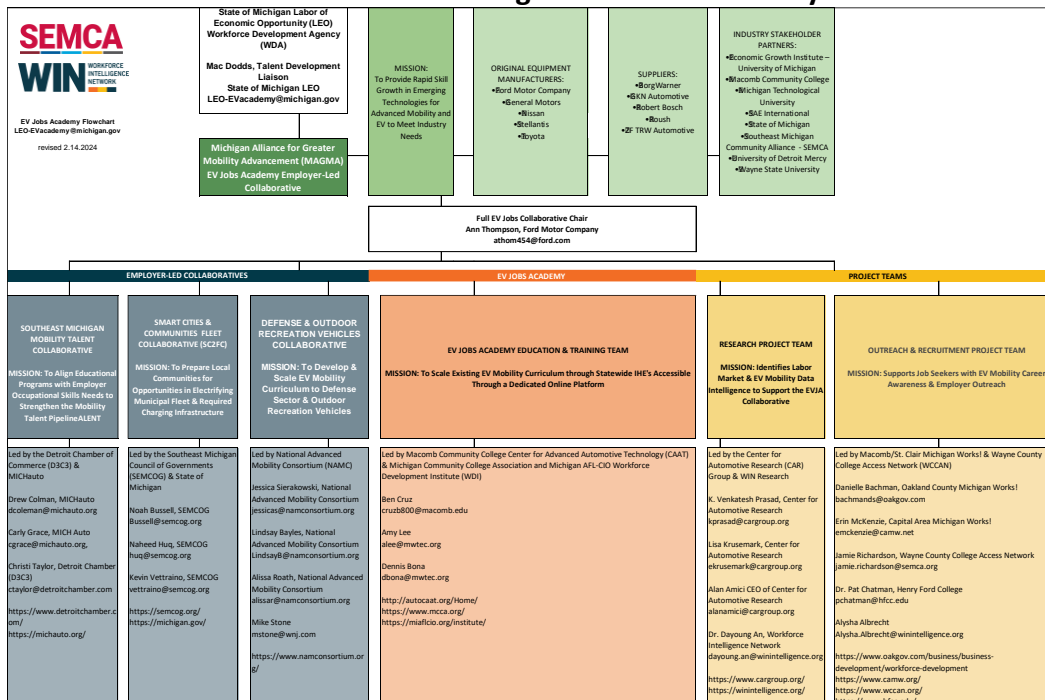 SEMCA
WIN WORKFORCE
INTELLIGENCE
NETWORK
EV Jobs Academy Flowchart
LEO-EVacademy@michigan.gov
revised 2.14.2024
State of Michigan Labor of
Economic Opportunity (LEO)
Workforce Development Agency
(WDA)
Mac Dodds, Talent Development
Liaison
State of Michigan LEO
LEO-EVacademy@michigan.gov
Michigan Alliance for Greater
Mobility Advancement (MAGMA)
EV Jobs Academy Employer-Led
Collaborative
MISSION:
To Provide Rapid Skill
Growth in Emerging
Technologies for
Advanced Mobility and
EV to Meet Industry
Needs
ORIGINAL EQUIPMENT
MANUFACTURERS:
•Ford Motor Company
•General Motors
•Nissan
•Stellantis
•Toyota
SUPPLIERS:
•BorgWarner
•GKN Automotive
•Robert Bosch
•Roush
•ZF TRW Automotive
INDUSTRY STAKEHOLDER
PARTNERS:
•Economic Growth Institute –
University of Michigan
•Macomb Community College
•Michigan Technological
University
•SAE International
•State of Michigan
•Southeast Michigan
Community Alliance - SEMCA
•University of Detroit Mercy
•Wayne State University
Full EV Jobs Collaborative Chair
Ann Thompson, Ford Motor Company
athom454@ford.com
EMPLOYER-LED COLLABORATIVES
EV JOBS ACADEMY
PROJECT TEAMS
SOUTHEAST MICHIGAN
MOBILITY TALENT
COLLABORATIVE
MISSION: To Align Educational
Programs with Employer
Occupational Skills Needs to
Strengthen the Mobility
Talent PipelineALENT
SMART CITIES &
COMMUNITIES FLEET
COLLABORATIVE (SC2FC)
MISSION: To Prepare Local
Communities for
Opportunities in Electrifying
Municipal Fleet & Required
Charging Infrastructure
DEFENSE & OUTDOOR
RECREATION VEHICLES
COLLABORATIVE
MISSION: To Develop &
Scale EV Mobility
Curriculum to Defense
Sector & Outdoor
Recreation Vehicles
EV JOBS ACADEMY EDUCATION & TRAINING TEAM
MISSION: To Scale Existing EV Mobility Curriculum through Statewide IHE's Accessible
Through a Dedicated Online Platform
RESEARCH PROJECT TEAM
MISSION: Identifies Labor
Market & EV Mobility Data
Intelligence to Support the EVJA
Collaborative
OUTREACH & RECRUITMENT PROJECT TEAM
MISSION: Supports Job Seekers with EV Mobility Career
Awareness & Employer Outreach
Led by the Detroit Chamber of
Commerce (D3C3) &
MICHauto
Drew Colman, MICHauto
dcoleman@michauto.org
Carly Grace, MICH Auto
cgrace@michauto.org,
Christi Taylor, Detroit Chamber
(D3C3)
ctaylor@detroitchamber.com
https://www.detroitchamber.c
om/
https://michauto.org/
Led by the Southeast Michigan
Council of Governments
(SEMCOG) & State of
Michigan
Noah Bussell, SEMCOG
Bussell@semcog.org
Naheed Huq, SEMCOG
huq@semcog.org
Kevin Vettraino, SEMCOG
vettraino@semcog.org
https://semcog.org/
https://michigan.gov/
Led by National Advanced
Mobility Consortium (NAMC)
Jessica Sierakowski, National
Advanced Mobility Consortium
jessicas@namconsortium.org
Lindsay Bayles, National
Advanced Mobility Consortium
LindsayB@namconsortium.org
Alissa Roath, National Advanced
Mobility Consortium
alissar@namconsortium.org
Mike Stone
mstone@wnj.com
https://www.namconsortium.or
g/
Led by Macomb Community College Center for Advanced Automotive Technology (CAAT)
& Michigan Community College Association and Michigan AFL-CIO Workforce
Development Institute (WDI)
Ben Cruz
cruzb800@macomb.edu
Amy Lee
alee@mwtec.org
Dennis Bona
dbona@mwtec.org
http://autocaat.org/Home/
https://www.mcca.org/
https://miaflcio.org/institute/
Led by the Center for
Automotive Research (CAR)
Group & WIN Research
K. Venkatesh Prasad, Center for
Automotive Research
kprasad@cargroup.org
Lisa Krusemark, Center for
Automotive Research
ekrusemark@cargroup.org
Alan Amici CEO of Center for
Automotive Research
alanamici@cargroup.org
Dr. Dayoung An, Workforce
Intelligence Network
dayoung.an@winintelligence.org
https://www.cargroup.org/
https://winintelligence.org/
Led by Macomb/St. Clair Michigan Works! & Wayne County
College Access Network (WCCAN)
Danielle Bachman, Oakland County Michigan Works!
bachmands@oakgov.com
Erin McKenzie, Capital Area Michigan Works!
emckenzie@camw.net
Jamie Richardson, Wayne County College Access Network
jamie.richardson@semca.org
Dr. Pat Chatman, Henry Ford College
pchatman@hfcc.edu
Alysha Albrecht
Alysha.Albrecht@winintelligence.org
https://www.oakgov.com/business/business-
development/workforce-development
https://www.camw.org/
https://www.wccan.org/